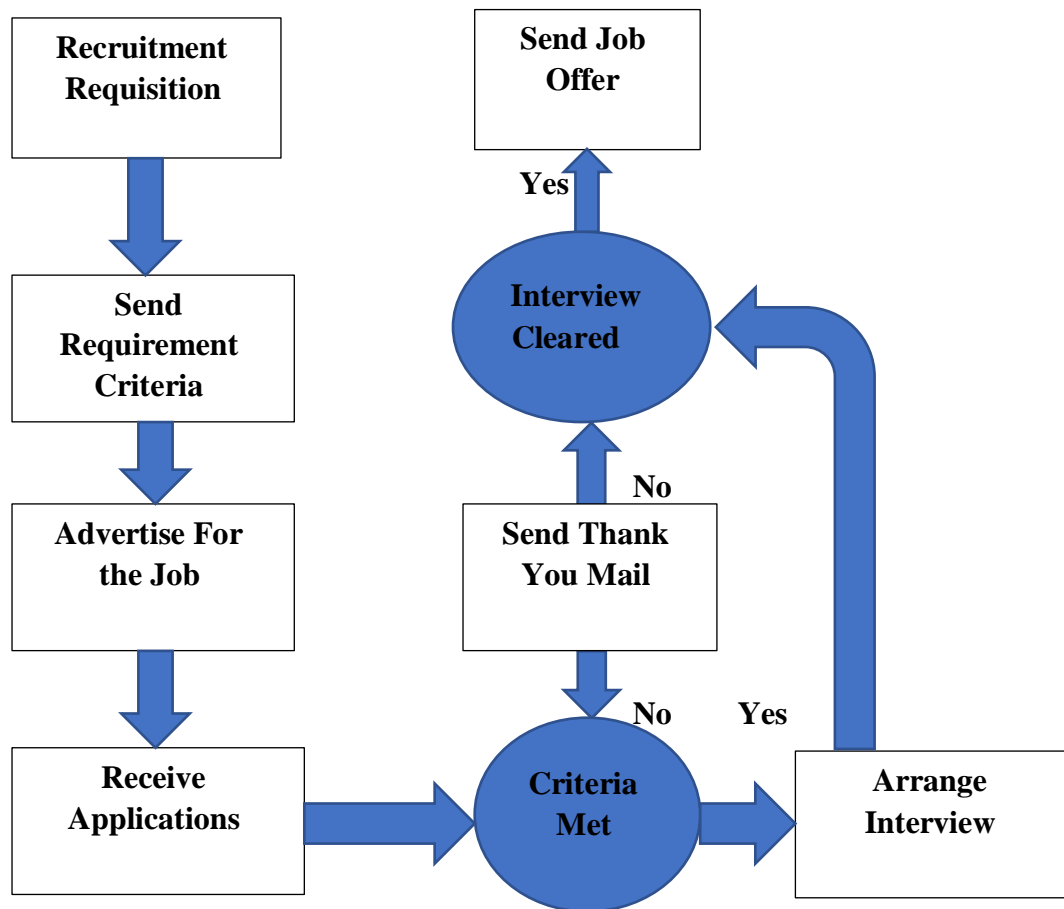 Recruitment
Requisition
Send
Requirement
Criteria
Advertise For
the Job
Receive
Applications
Criteria
Met
Yes
Arrange
Interview
No
Send Thank
You Mail
No
Interview
Cleared
Yes
Send Job
Offer